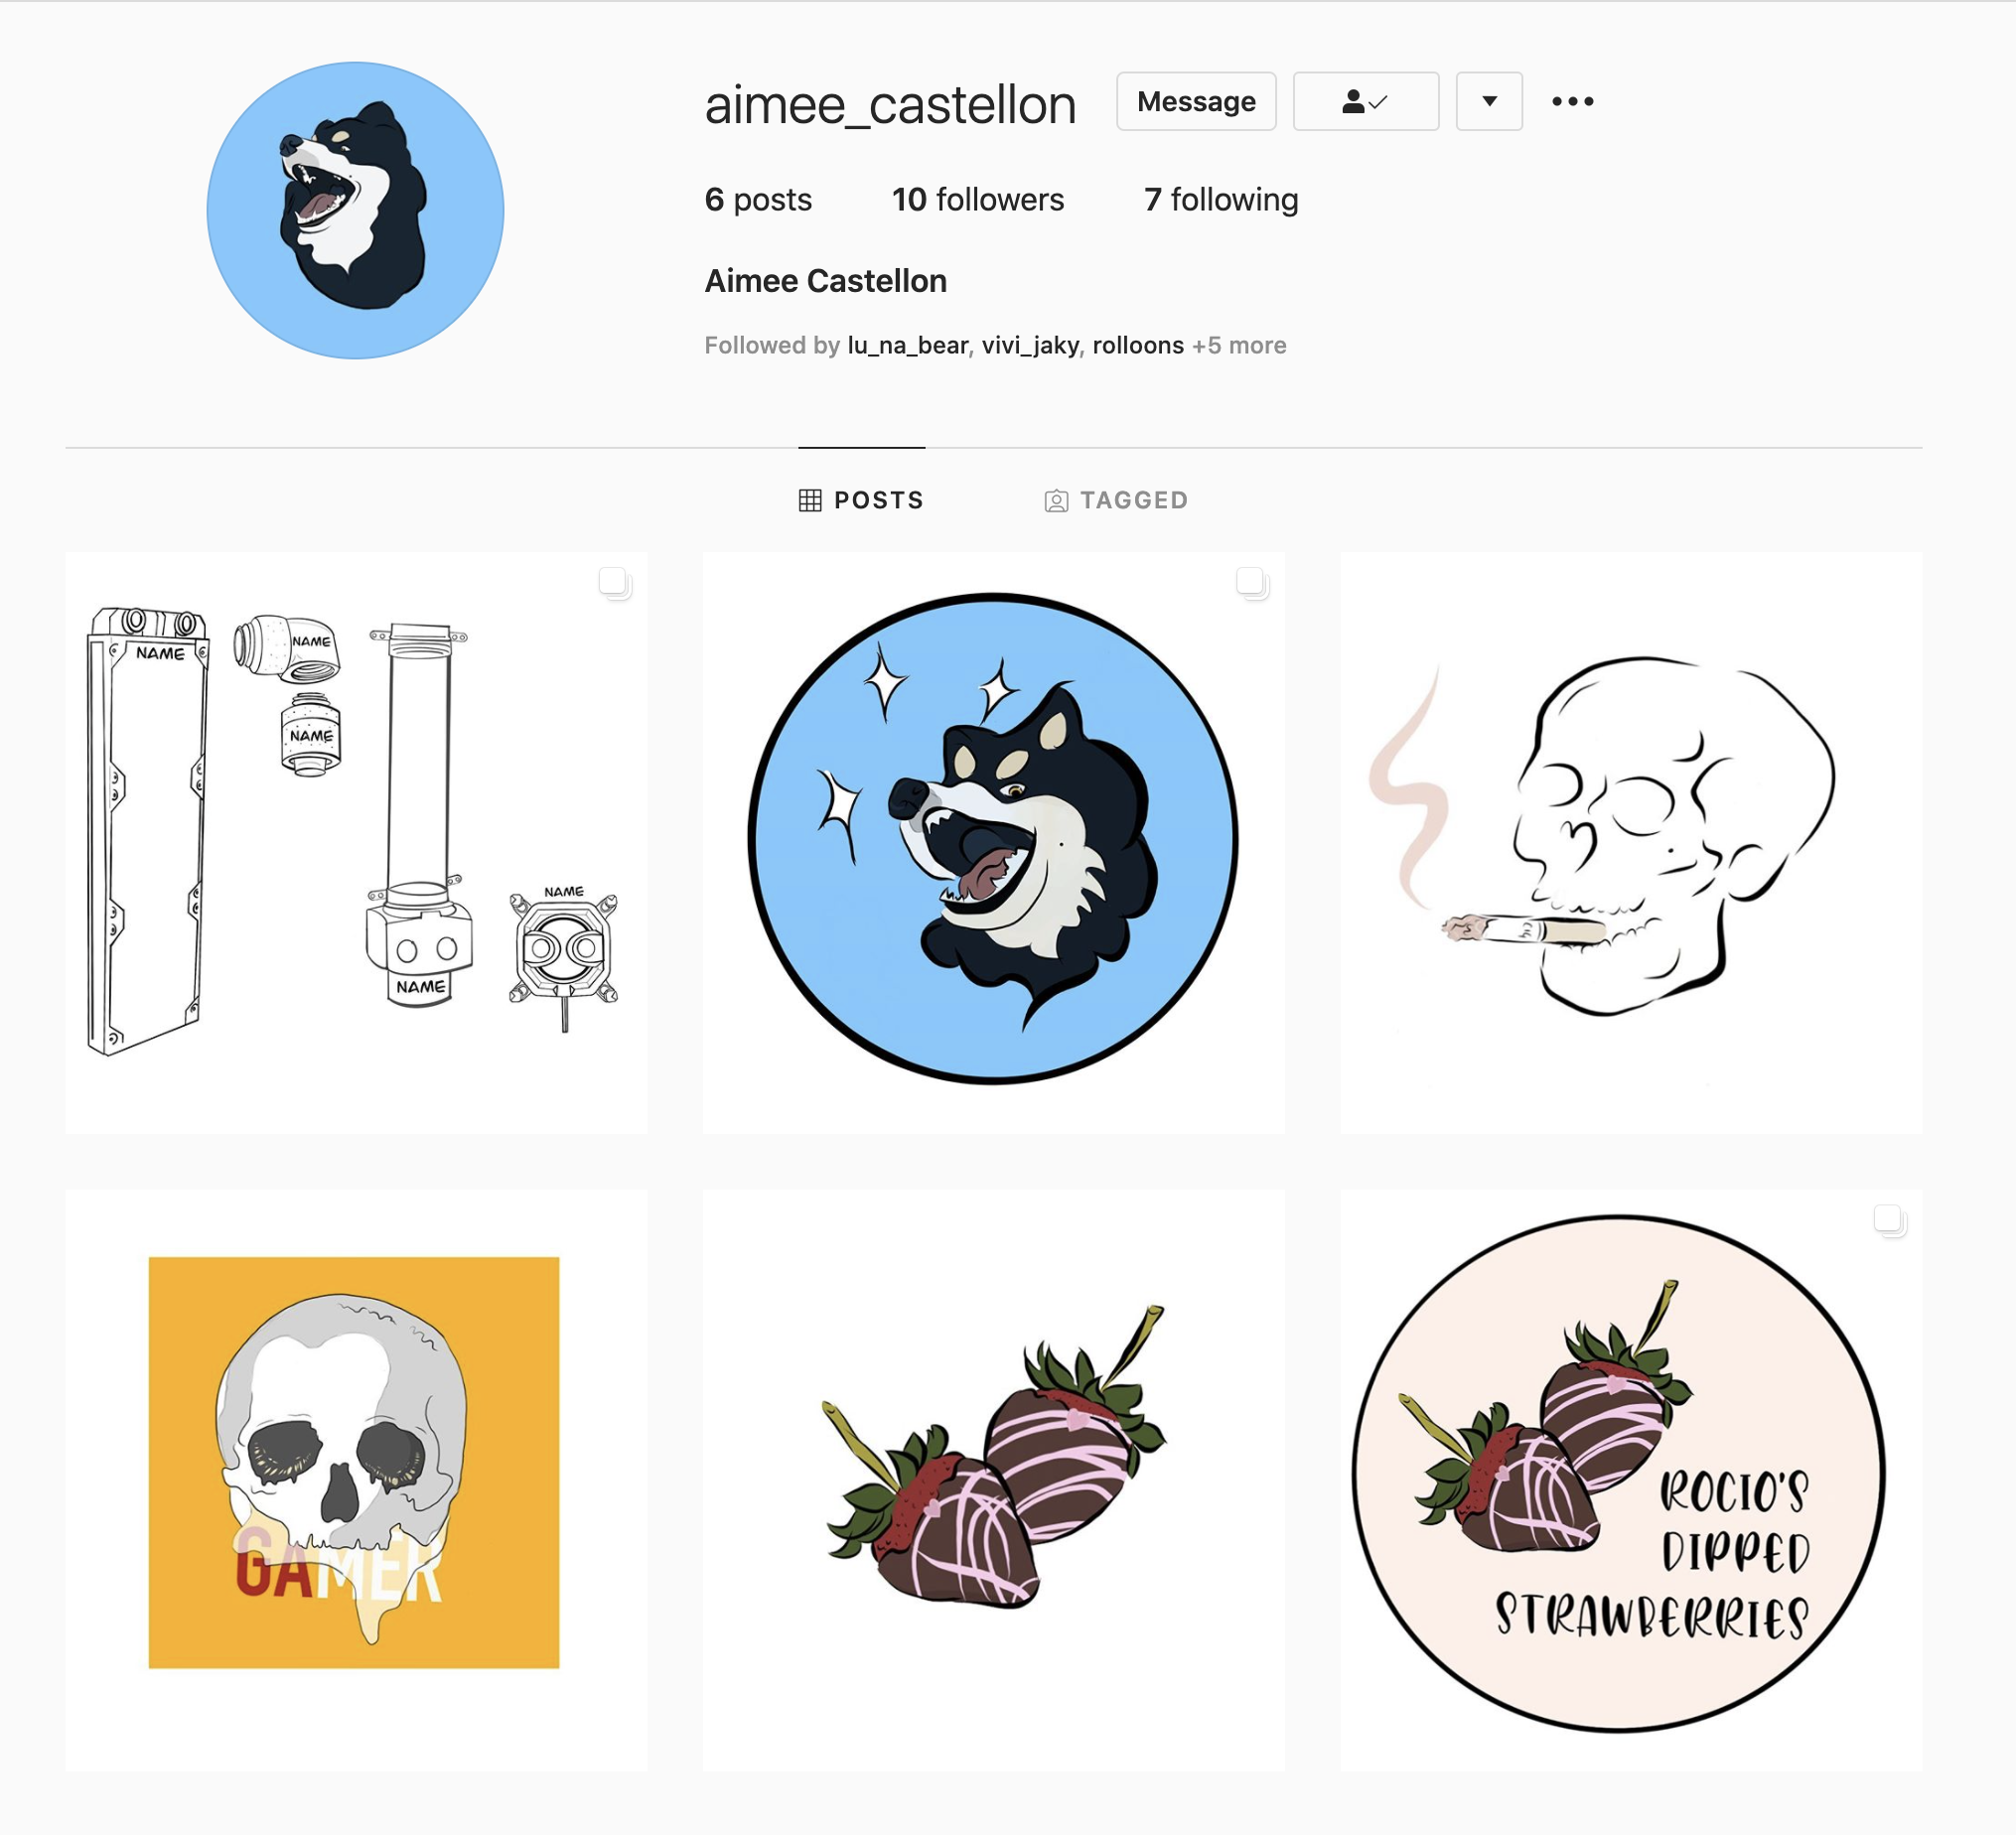 aimee_castellon Message
6 posts 10 followers 7 following
Aimee Castellon
Followed by lu_na_bear, vivi_jaky, rolloons +5 more
POSTS TAGGED
NAME
NAME
NAME
NAME
NAME
GAMER
ROCIO'S
DIPPED
STRAWBERRIES